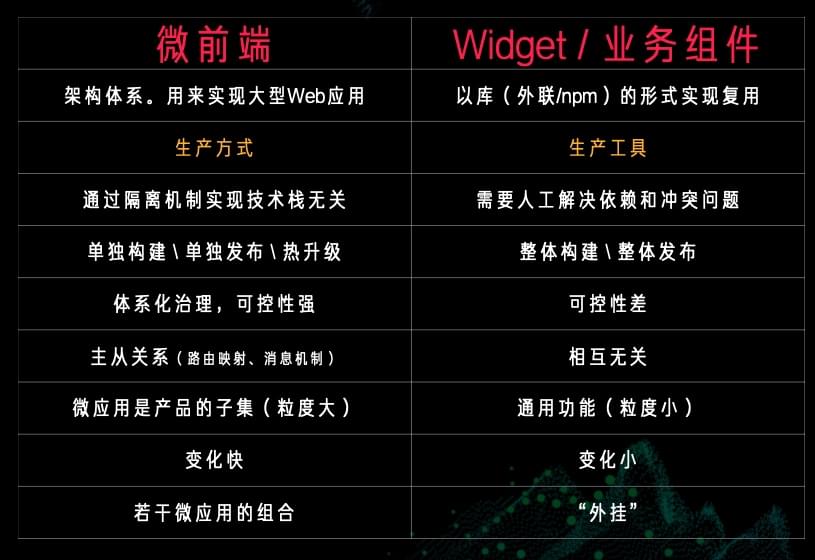 微前端 Widget / 业务组件
架构体系。用来实现大型Web应用 以库（外联/npm）的形式实现复用
生产方式 生产工具
通过隔离机制实现技术栈无关 需要人工解决依赖和冲突问题
单独构建 \ 单独发布 \ 热升级 整体构建 \ 整体发布
体系化治理，可控性强 可控性差
主从关系（路由映射、消息机制） 相互无关
微应用是产品的子集（粒度大） 通用功能（粒度小）
变化快 变化小
若干微应用的组合 “外挂”